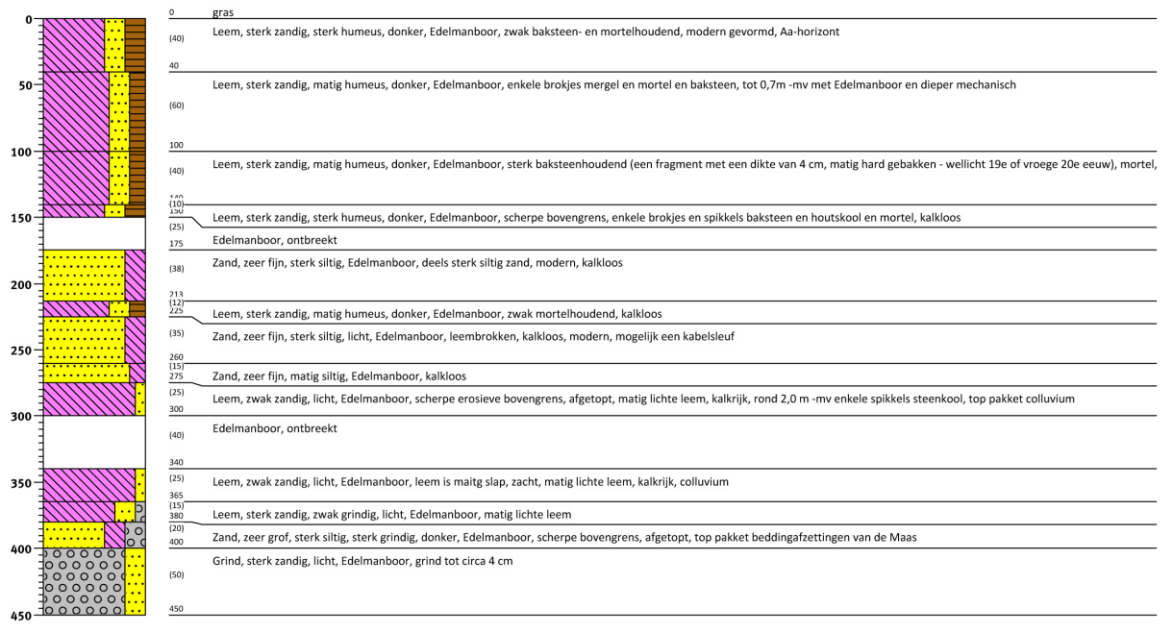 0 0 gras
(40) Leem, sterk zandig, sterk humeus, donker, Edelmanboor, zwak baksteen- en mortelhoudend, modern gevormd, Aa-horizont
40
50 Leem, sterk zandig, matig humeus, donker, Edelmanboor, enkele brokjes mergel en mortel en baksteen, tot 0,7m -mv met Edelmanboor en dieper mechanisch
(60)
100
100 (40) Leem, sterk zandig, matig humeus, donker, Edelmanboor, sterk baksteenhoudend (een fragment met een dikte van 4 cm, matig hard gebakken - wellicht 19e of vroege 20e eeuw), mortel,
140
(10)
150 150 Leem, sterk zandig, sterk humeus, donker, Edelmanboor, scherpe bovengrens, enkele brokjes en spikkels baksteen en houtskool en mortel, kalkloos
(25)
175 Edelmanboor, ontbreekt
(38) Zand, zeer fijn, sterk siltig, Edelmanboor, deels sterk siltig zand, modern, kalkloos
200
213
(12)
225 Leem, sterk zandig, matig humeus, donker, Edelmanboor, zwak mortelhoudend, kalkloos
(35) Zand, zeer fijn, sterk siltig, licht, Edelmanboor, leembrokken, kalkloos, modern, mogelijk een kabelsleuf
250
260
(15)
275 Zand, zeer fijn, matig siltig, Edelmanboor, kalkloos
(25) Leem, zwak zandig, licht, Edelmanboor, scherpe erosieve bovengrens, afgetopt, matig lichte leem, kalkrijk, rond 2,0 m -mv enkele spikkels steenkool, top pakket colluvium
300 300
(40) Edelmanboor, ontbreekt
340
350 (25) Leem, zwak zandig, licht, Edelmanboor, leem is maitg slap, zacht, matig lichte leem, kalkrijk, colluvium
365
(15)
380 Leem, sterk zandig, zwak grindig, licht, Edelmanboor, matig lichte leem
(20)
400 400 Zand, zeer grof, sterk siltig, sterk grindig, donker, Edelmanboor, scherpe bovengrens, afgetopt, top pakket beddingafzettingen van de Maas
(50) Grind, sterk zandig, licht, Edelmanboor, grind tot circa 4 cm
450 450